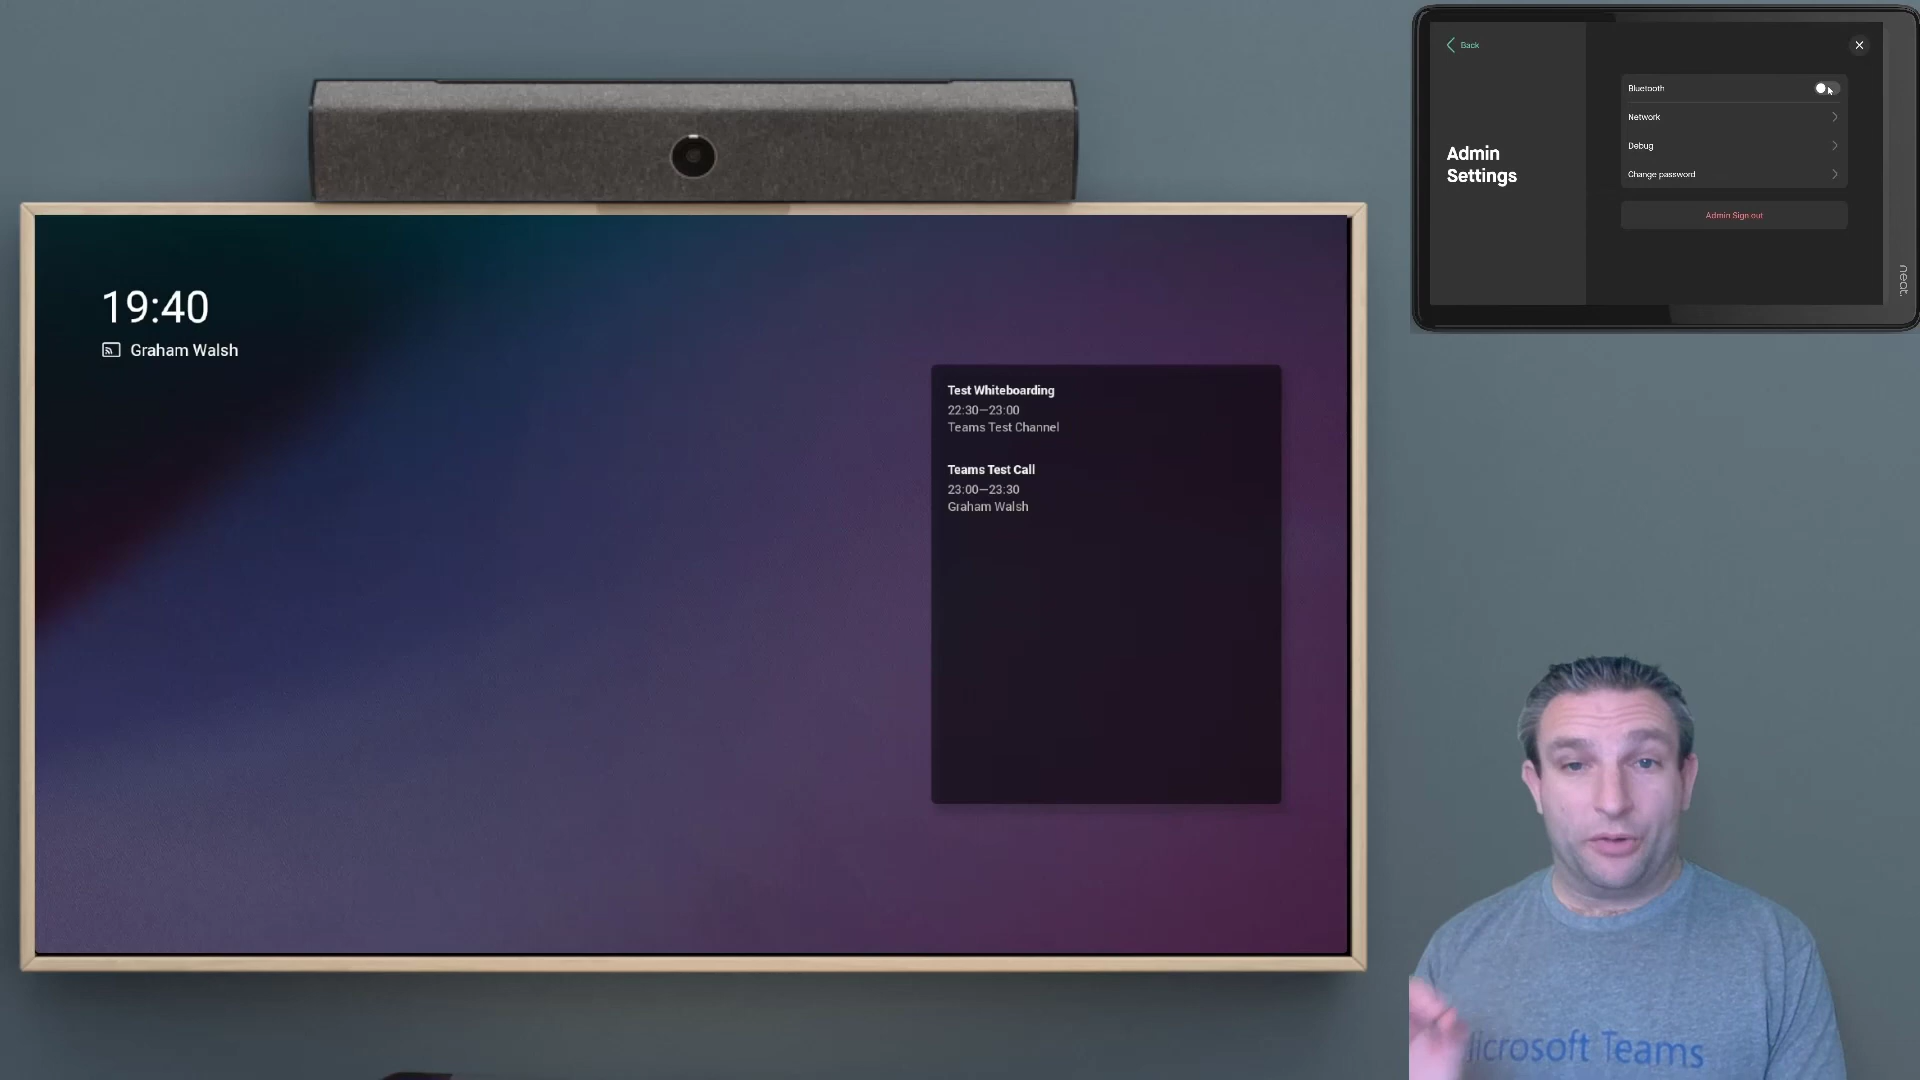 19:40
Graham Walsh
Test Whiteboarding
22:30—23:00
Teams Test Channel
Teams Test Call
23:00—23:30
Graham Walsh
Back
Admin
Settings
Bluetooth
Network
Debug
Change password
Admin Sign out
neat.
Microsoft Teams